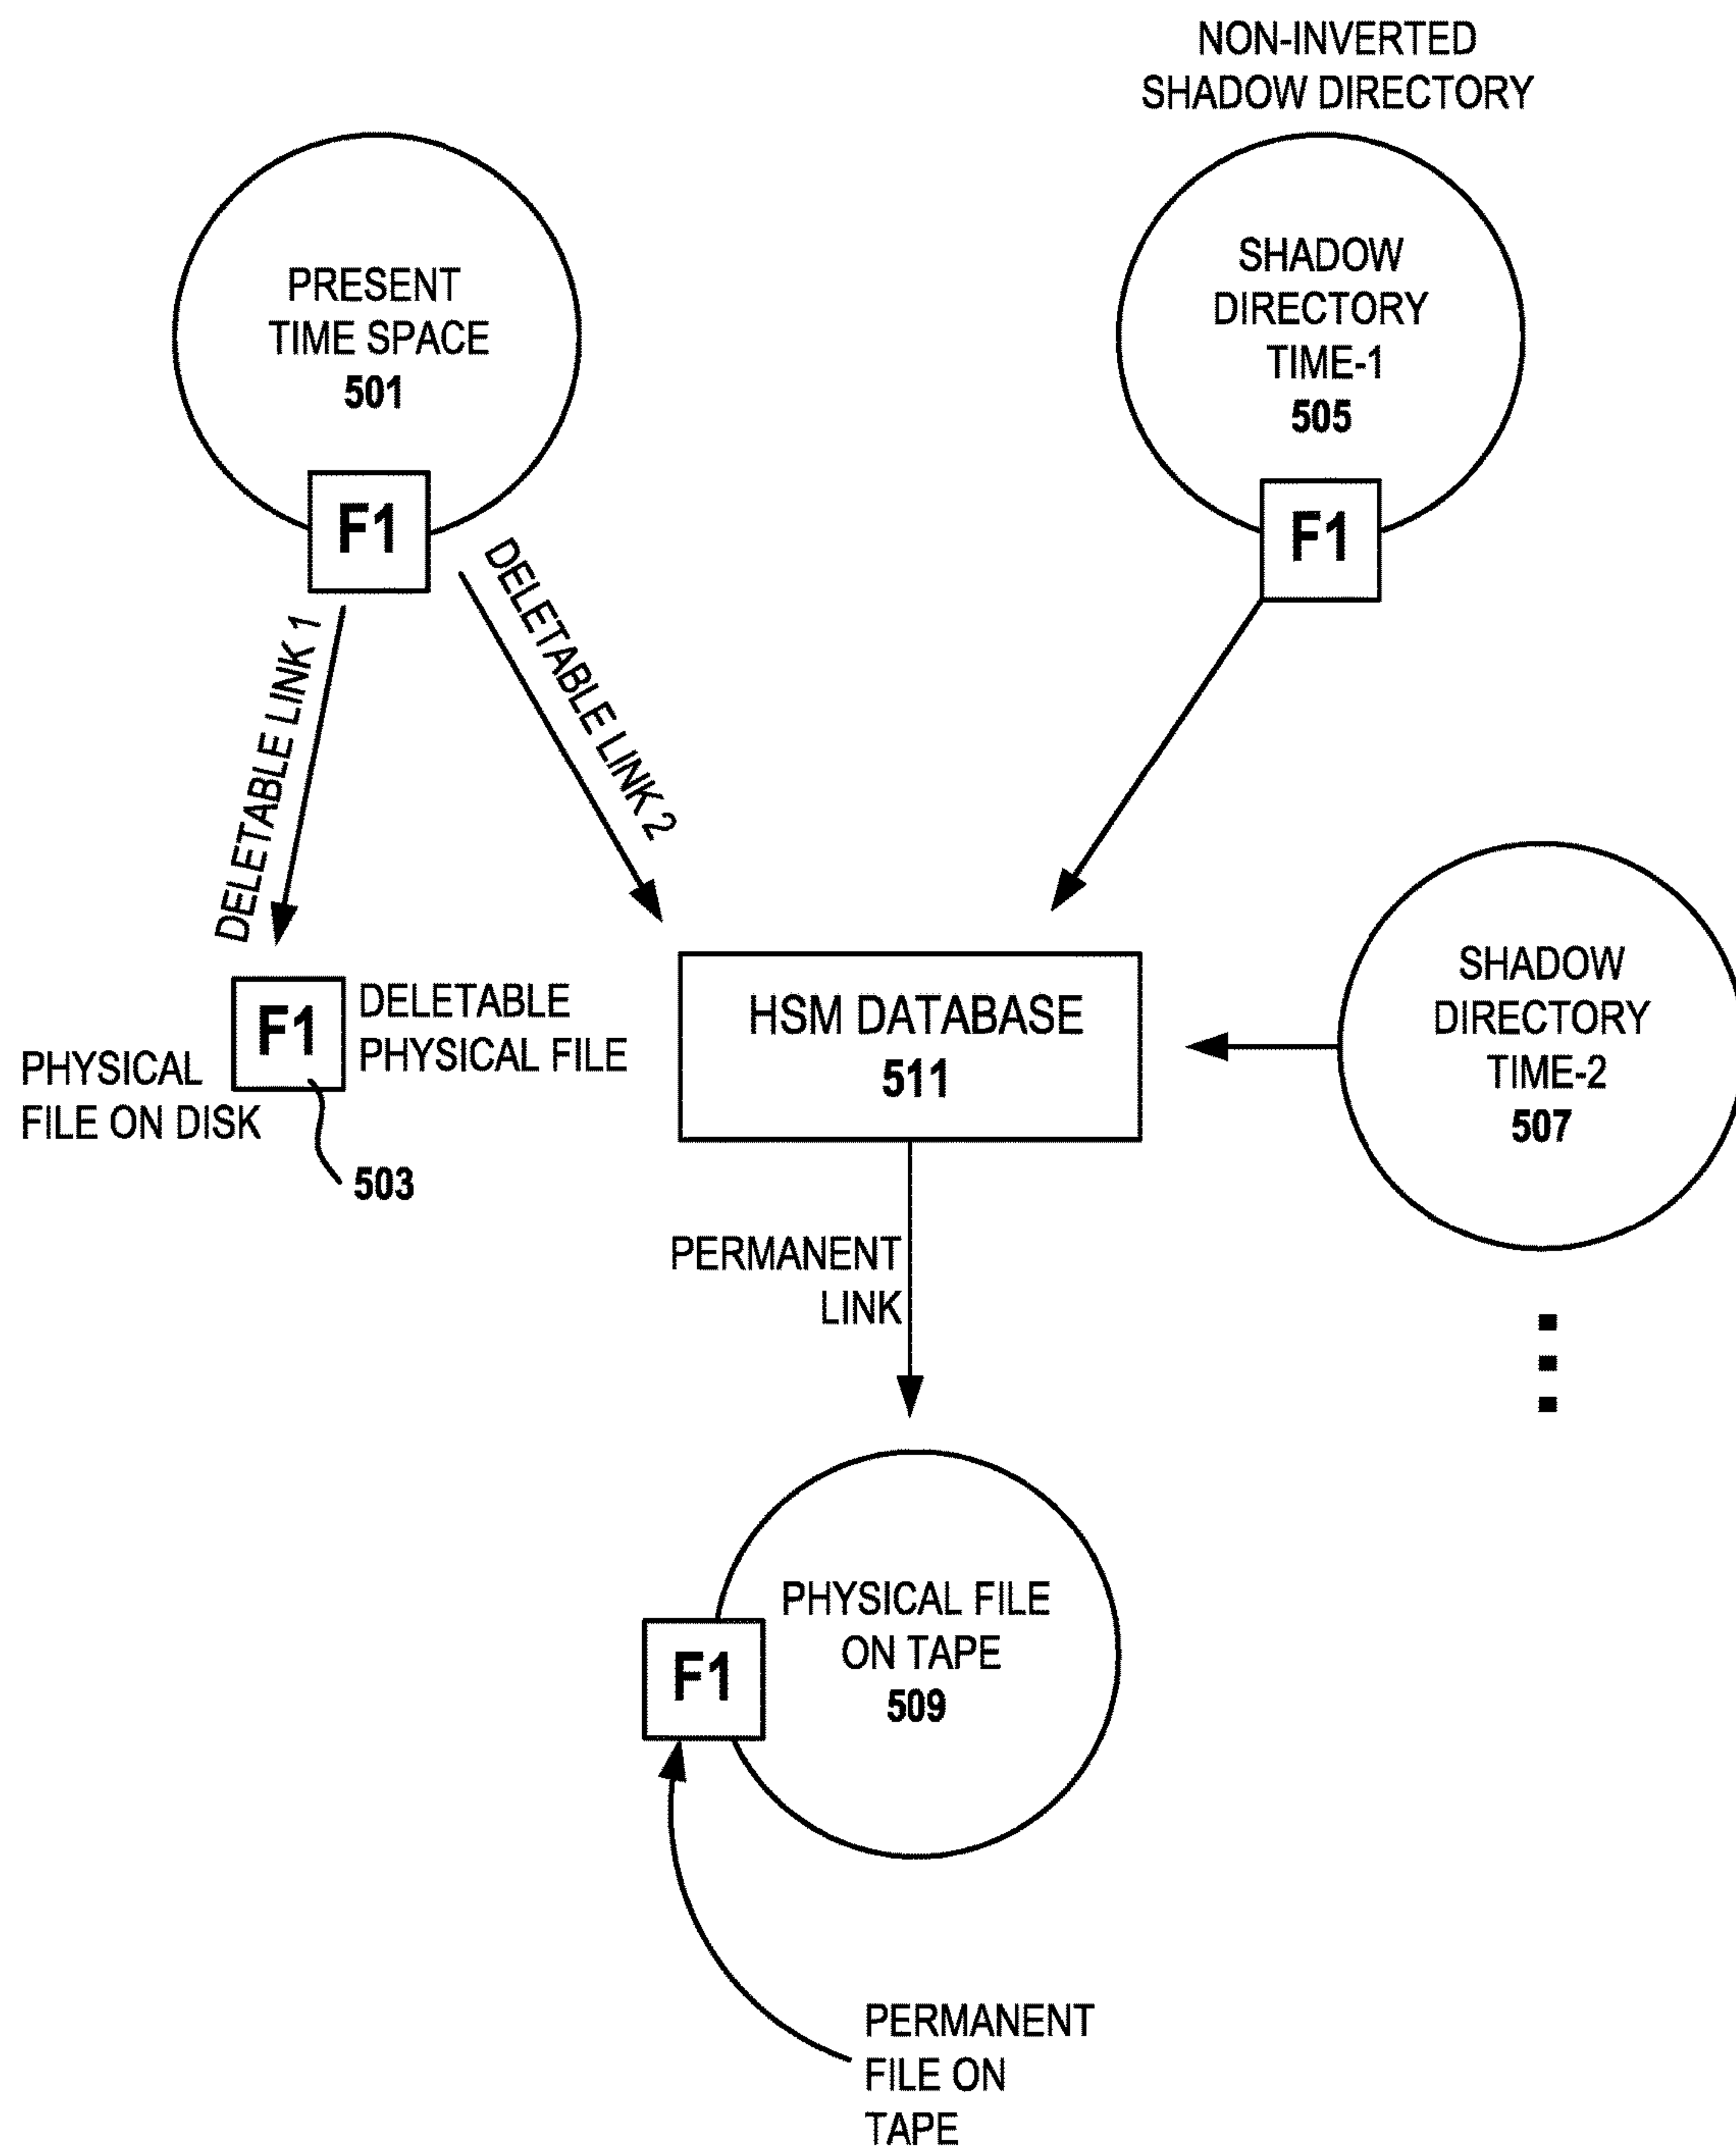 NON-INVERTED
SHADOW DIRECTORY
PRESENT
TIME SPACE
501
F1
SHADOW
DIRECTORY
TIME-1
505
F1
DELETABLE LINK 1
DELETABLE LINK 2
F1
DELETABLE
PHYSICAL FILE
PHYSICAL
FILE ON DISK
503
HSM DATABASE
511
SHADOW
DIRECTORY
TIME-2
507
PERMANENT
LINK
PHYSICAL FILE
ON TAPE
509
F1
PERMANENT
FILE ON
TAPE